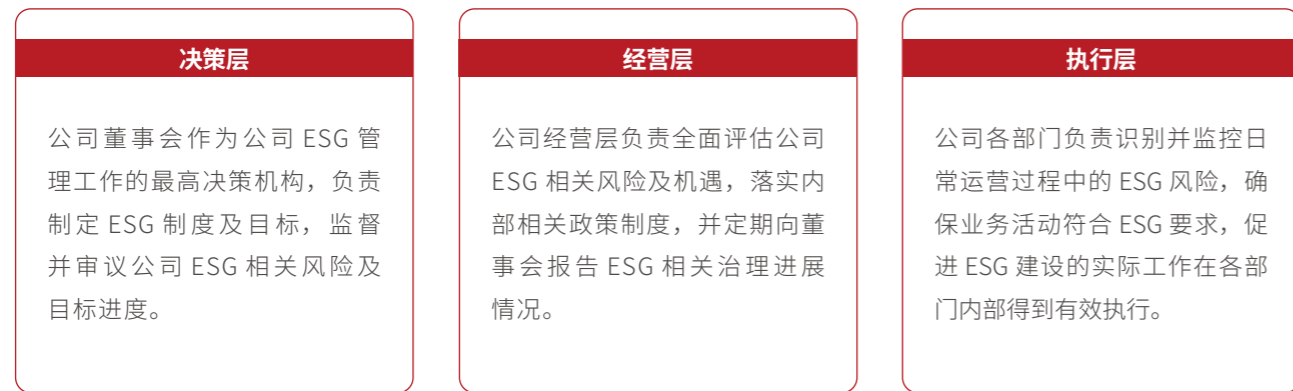 决策层
公司董事会作为公司 ESG 管
理工作的最高决策机构，负责
制定 ESG 制度及目标，监督
并审议公司 ESG 相关风险及
目标进度。
经营层
公司经营层负责全面评估公司
ESG 相关风险及机遇，落实内
部相关政策制度，并定期向董
事会报告 ESG 相关治理进展
情况。
执行层
公司各部门负责识别并监控日
常运营过程中的 ESG 风险，确
保业务活动符合 ESG 要求，促
进 ESG 建设的实际工作在各部
门内部得到有效执行。